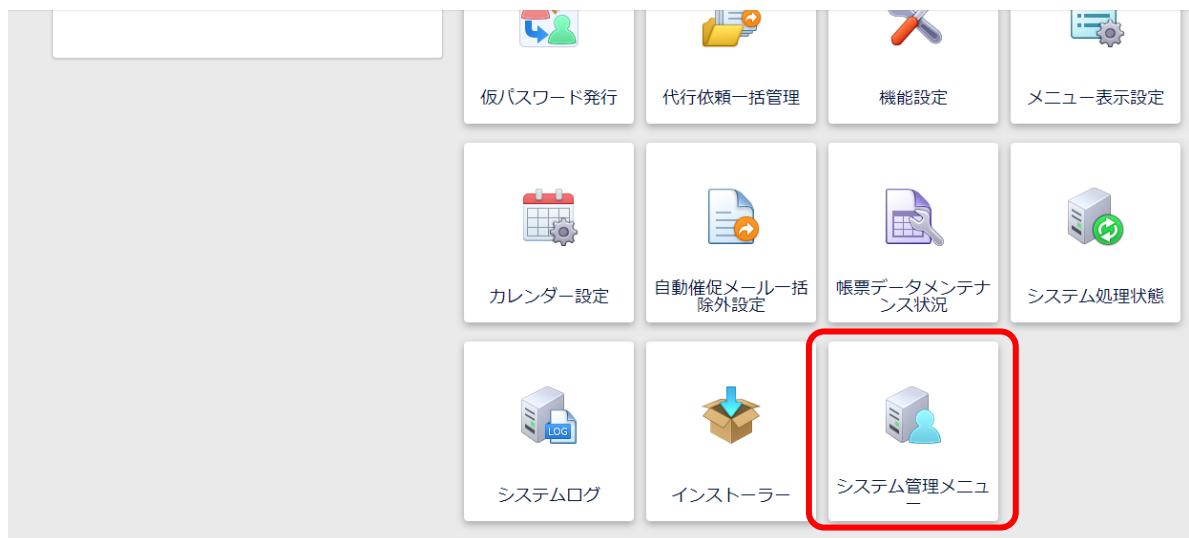 仮パスワード発行
代行依頼一括管理
機能設定
メニュー表示設定
カレンダー設定
自動催促メール一括
除外設定
帳票データメンテナ
ンス状況
システム処理状態
LOG
システムログ
インストーラー
システム管理メニュ
ー